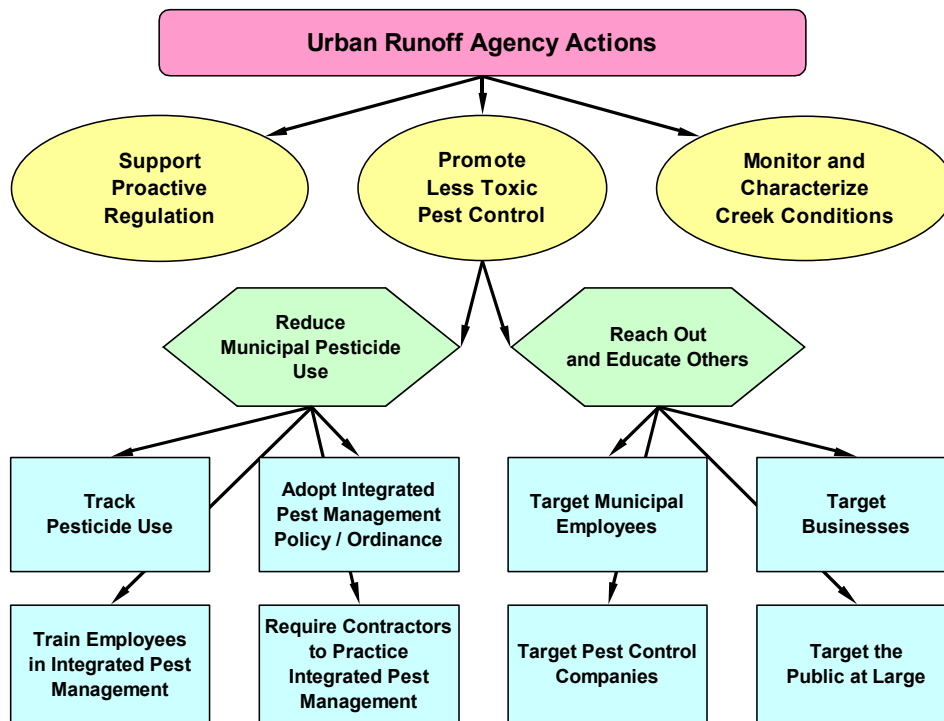 Urban Runoff Agency Actions
Support
Proactive
Regulation
Promote
Less Toxic
Pest Control
Monitor and
Characterize
Creek Conditions
Reduce
Municipal Pesticide
Use
Reach Out
and Educate Others
Track
Pesticide Use
Adopt Integrated
Pest Management
Policy / Ordinance
Target Municipal
Employees
Target
Businesses
Train Employees
in Integrated Pest
Management
Require Contractors
to Practice
Integrated Pest
Management
Target Pest Control
Companies
Target the
Public at Large